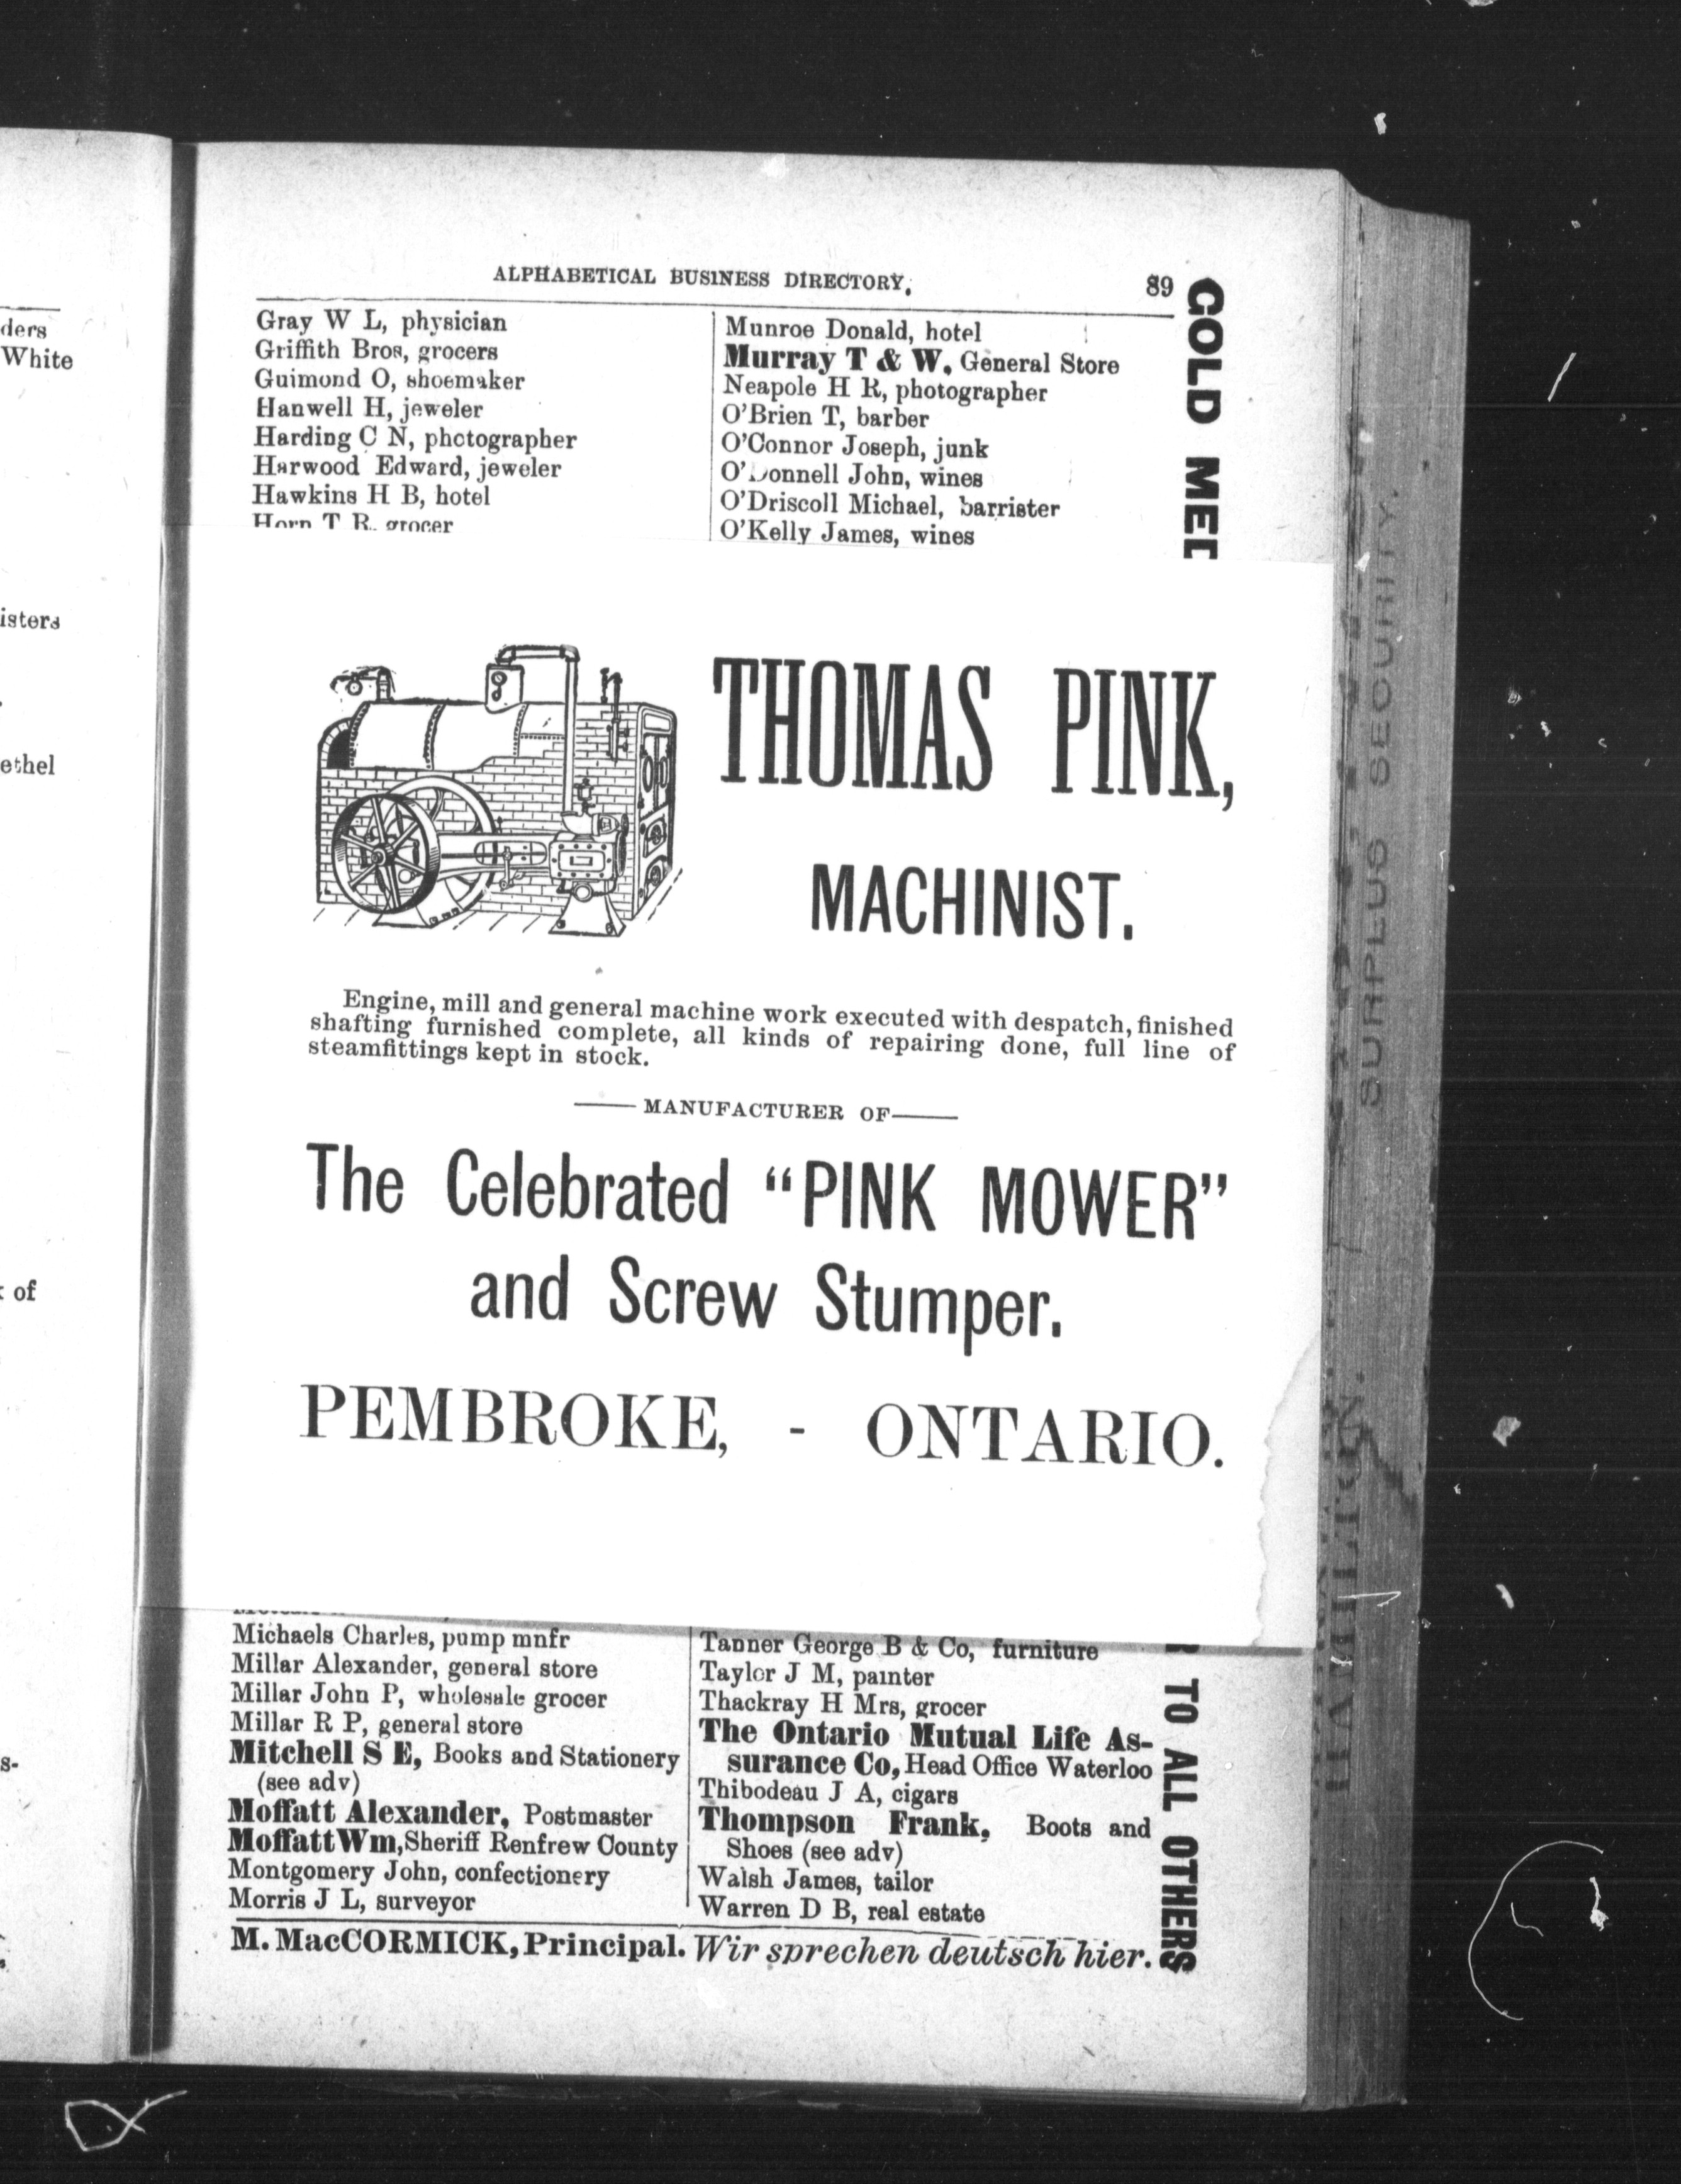 ders
White
isters
ethel
of
s-
ALPHABETICAL BUSINESS DIRECTORY. 89
Gray W L, physician
Griffith Bros, grocers
Guimond O, shoemaker
Hanwell H, jeweler
Harding C N, photographer
Harwood Edward, jeweler
Hawkins H B, hotel
Horn T R. grocer
Munroe Donald, hotel
Murray T & W, General Store
Neapole H R, photographer
O'Brien T, barber
O'Connor Joseph, junk
O'Donnell John, wines
O'Driscoll Michael, barrister
O'Kelly James, wines
GOLD MED
THOMAS PINK,
MACHINIST.
Engine, mill and general machine work executed with despatch, finished
shafting furnished complete, all kinds of repairing done, full line of
steamfittings kept in stock.
MANUFACTURER OF
The Celebrated "PINK MOWER"
and Screw Stumper.
PEMBROKE, - ONTARIO.
Michaels Charles, pump mnfr
Millar Alexander, general store
Millar John P, wholesale grocer
Millar R P, general store
Mitchell S E, Books and Stationery
(see adv)
Moffatt Alexander, Postmaster
Moffatt Wm, Sheriff Renfrew County
Montgomery John, confectionery
Morris J L, surveyor
Tanner George B & Co, furniture
Taylor J M, painter
Thackray H Mrs, grocer
The Ontario Mutual Life As-
surance Co, Head Office Waterloo
Thibodeau J A, cigars
Thompson Frank, Boots and
Shoes (see adv)
Walsh James, tailor
Warren D B, real estate
TO ALL OTHERS
M. MacCORMICK, Principal. Wir sprechen deutsch hier.
SURPLUS SECURITY.
HAMILTON.